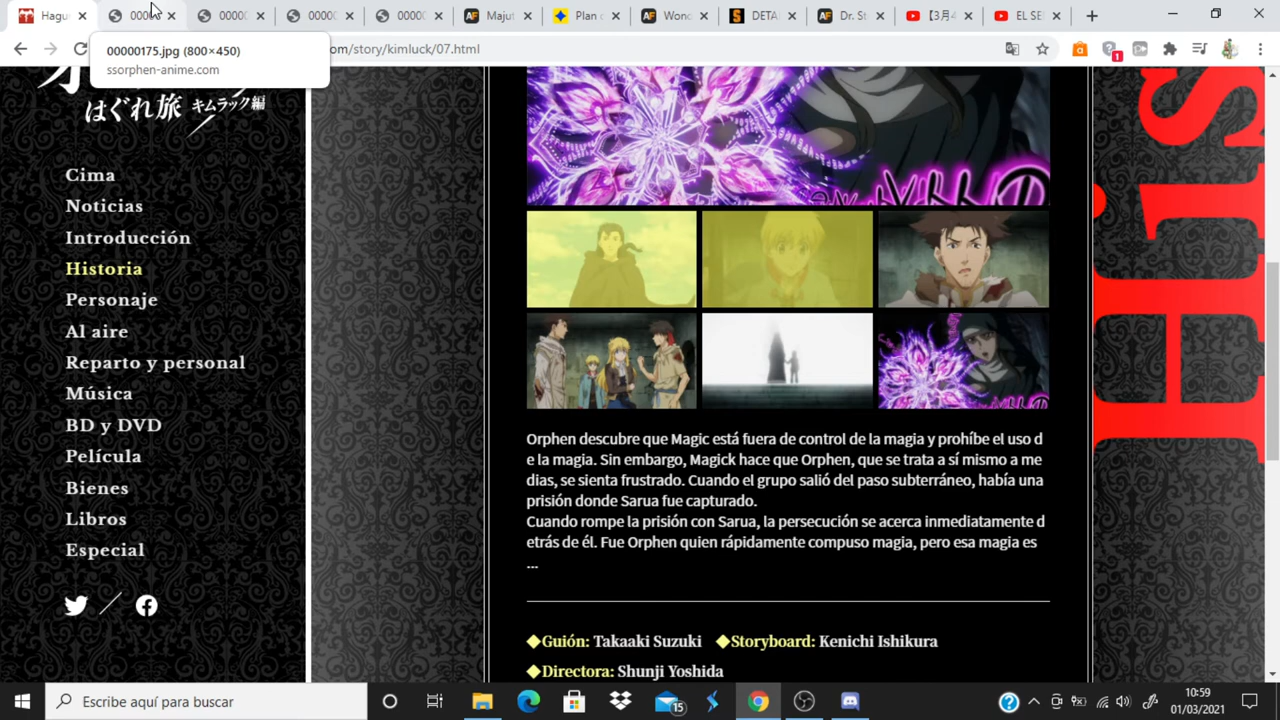 Hagu
0000
0000
0000
0000
Majut
Plan d
Wond
DETA
Dr. St
【3月4
EL SE
00000175.jpg (800×450)
ssorphen-anime.com
om/story/kimluck/07.html
1
はぐれ旅 キムラック編
Cima
Noticias
Introducción
Historia
Personaje
Al aire
Reparto y personal
Música
BD y DVD
Película
Bienes
Libros
Especial
Orphen descubre que Magic está fuera de control de la magia y prohíbe el uso d
e la magia. Sin embargo, Magick hace que Orphen, que se trata a sí mismo a me
dias, se sienta frustrado. Cuando el grupo salió del paso subterráneo, había una
prisión donde Sarua fue capturado.
Cuando rompe la prisión con Sarua, la persecución se acerca inmediatamente d
etrás de él. Fue Orphen quien rápidamente compuso magia, pero esa magia es
...
◆Guión: Takaaki Suzuki ◆Storyboard: Kenichi Ishikura
◆Directora: Shunji Yoshida
His
Escribe aquí para buscar
15
10:59
01/03/2021